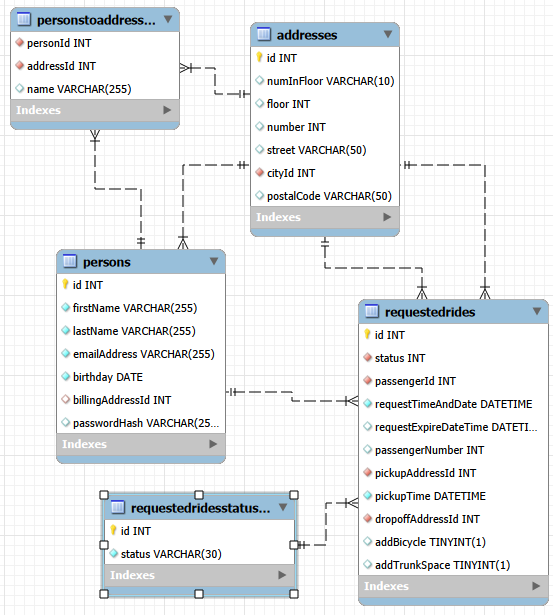 personstoaddress...
personId INT
addressId INT
name VARCHAR(255)
Indexes
addresses
id INT
numInFloor VARCHAR(10)
floor INT
number INT
street VARCHAR(50)
cityId INT
postalCode VARCHAR(50)
Indexes
persons
id INT
firstName VARCHAR(255)
lastName VARCHAR(255)
emailAddress VARCHAR(255)
birthday DATE
billingAddressId INT
passwordHash VARCHAR(25...
Indexes
requestedrides
id INT
status INT
passengerId INT
requestTimeAndDate DATETIME
requestExpireDateTime DATETI...
passengerNumber INT
pickupAddressId INT
pickupTime DATETIME
dropoffAddressId INT
addBicycle TINYINT(1)
addTrunkSpace TINYINT(1)
Indexes
requestedridesstatus...
id INT
status VARCHAR(30)
Indexes